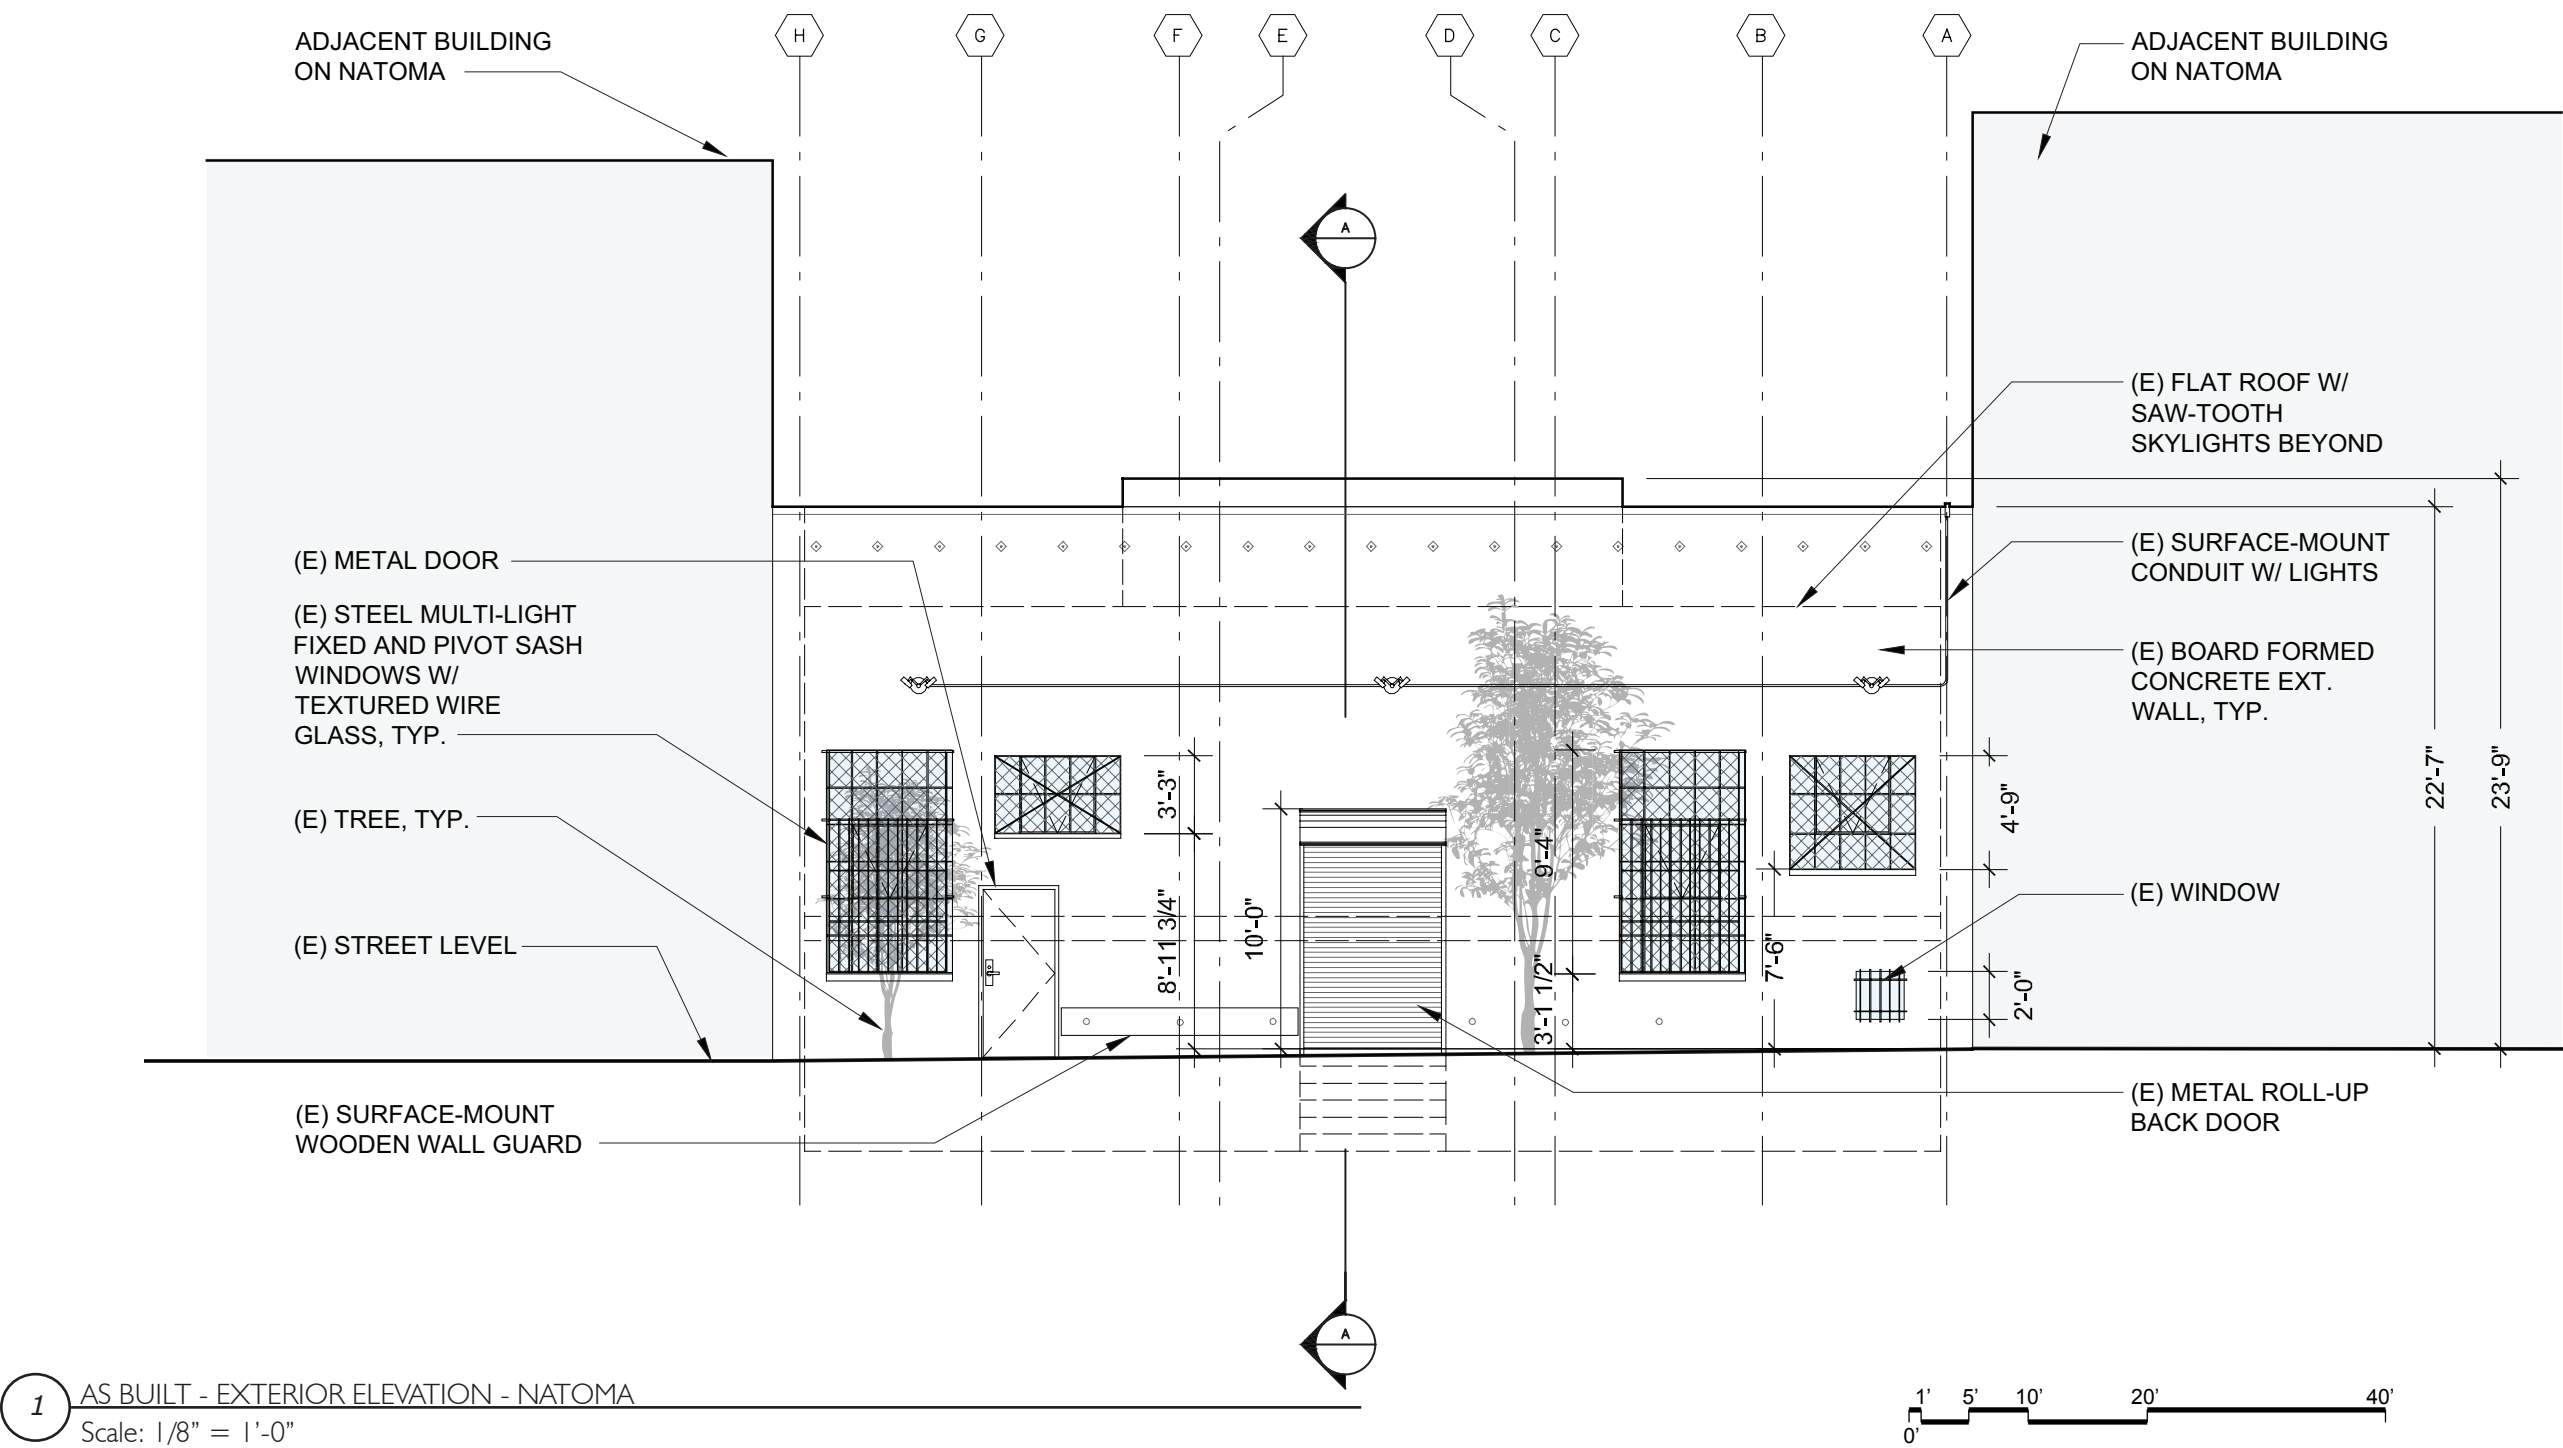 H G F E D C B A
ADJACENT BUILDING
ON NATOMA
ADJACENT BUILDING
ON NATOMA
A
(E) FLAT ROOF W/
SAW-TOOTH
SKYLIGHTS BEYOND
(E) METAL DOOR
(E) SURFACE-MOUNT
CONDUIT W/ LIGHTS
(E) STEEL MULTI-LIGHT
FIXED AND PIVOT SASH
WINDOWS W/
TEXTURED WIRE
GLASS, TYP.
(E) BOARD FORMED
CONCRETE EXT.
WALL, TYP.
3'-3"
8'-11 3/4"
10'-0"
9'-4"
3'-1 1/2"
7'-6"
4'-9"
2'-0"
22'-7"
23'-9"
(E) TREE, TYP.
(E) WINDOW
(E) STREET LEVEL
(E) METAL ROLL-UP
BACK DOOR
(E) SURFACE-MOUNT
WOODEN WALL GUARD
A
1
AS BUILT - EXTERIOR ELEVATION - NATOMA
Scale: 1/8” = 1’-0”
1’ 5’ 10’ 20’ 40’
0’